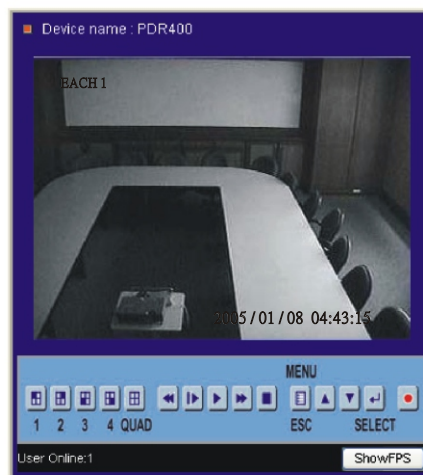 Device name : PDR400
EACH 1
2005 / 01 / 08 04:43:15
MENU
1 2 3 4 QUAD ESC SELECT
User Online:1 ShowFPS